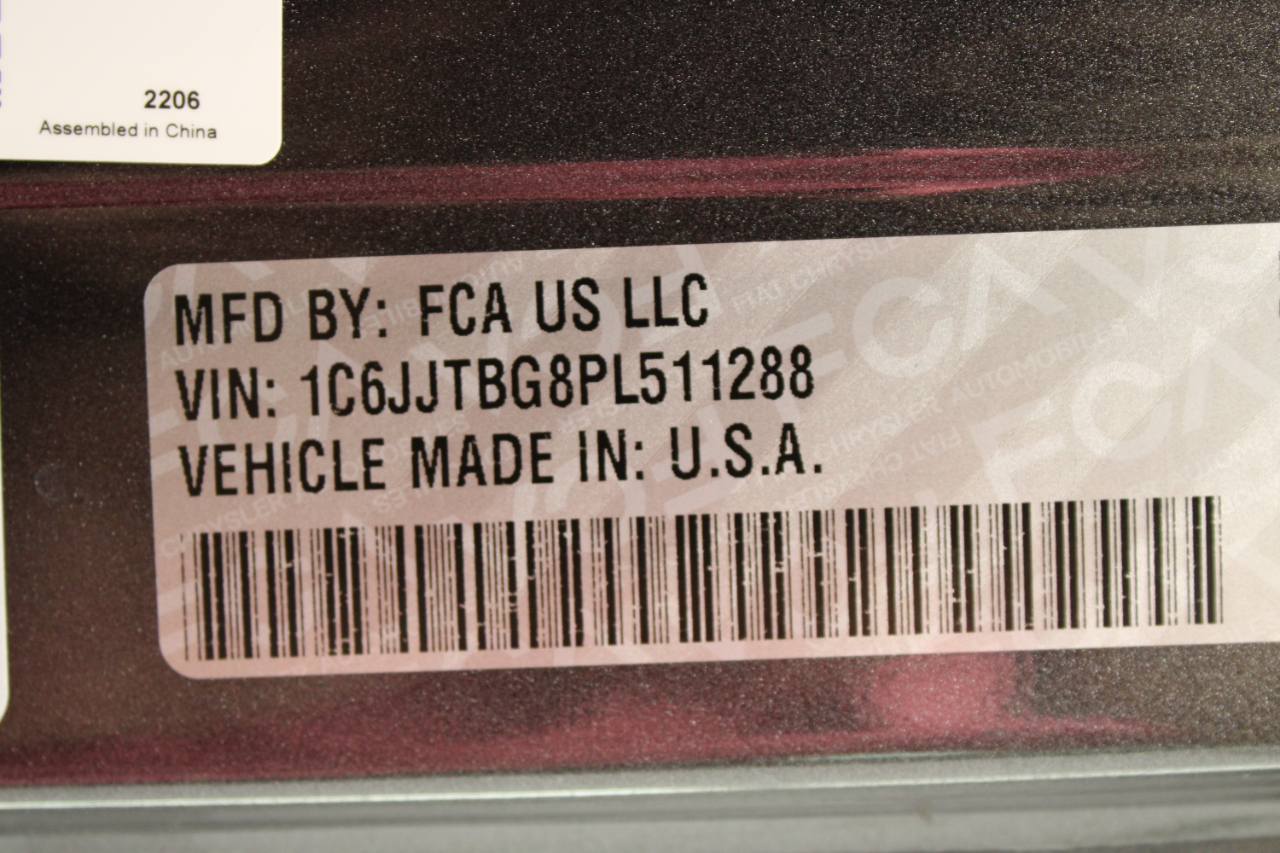 2206
Assembled in China
MFD BY: FCA US LLC
VIN: 1C6JJTBG8PL511288
VEHICLE MADE IN: U.S.A.